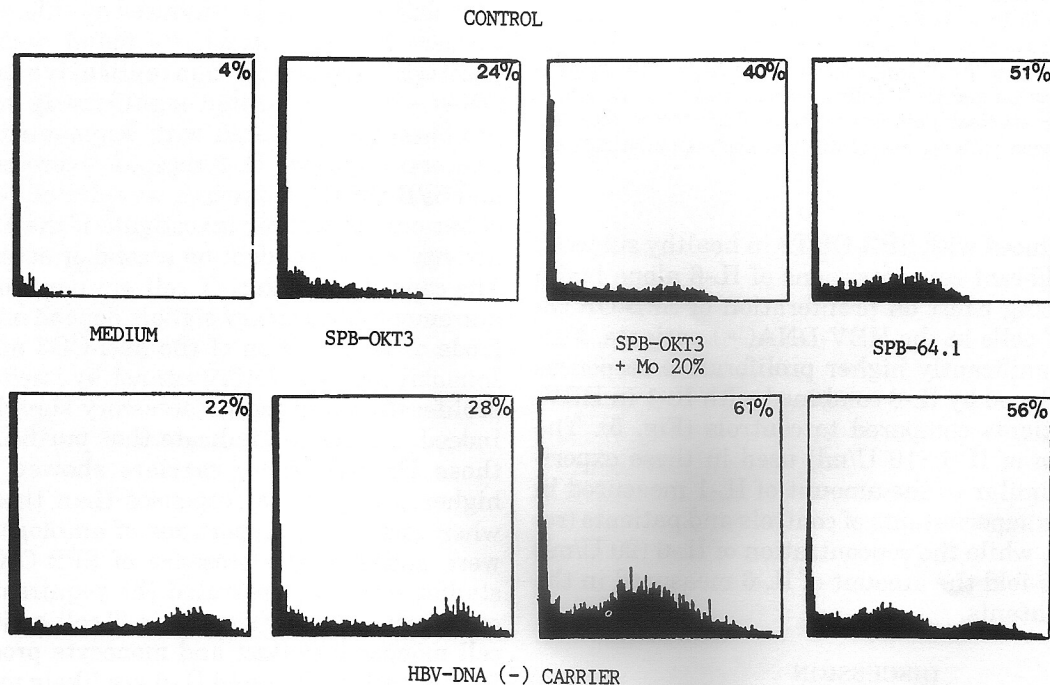 CONTROL
4%
24%
40%
51%
MEDIUM
SPB-OKT3
SPB-OKT3
+ Mo 20%
SPB-64.1
22%
28%
61%
56%
HBV-DNA (-) CARRIER